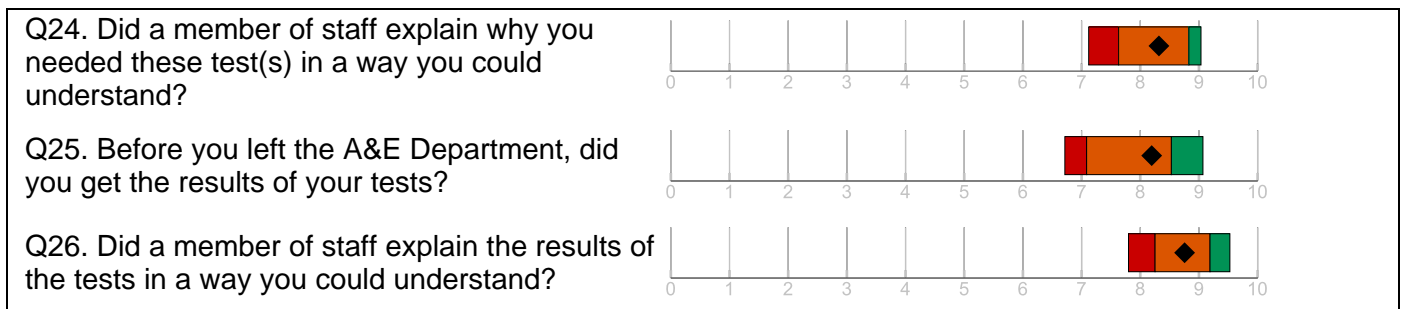 Q24. Did a member of staff explain why you
needed these test(s) in a way you could
understand?
0 1 2 3 4 5 6 7 8 9 10
Q25. Before you left the A&E Department, did
you get the results of your tests?
0 1 2 3 4 5 6 7 8 9 10
Q26. Did a member of staff explain the results of
the tests in a way you could understand?
0 1 2 3 4 5 6 7 8 9 10